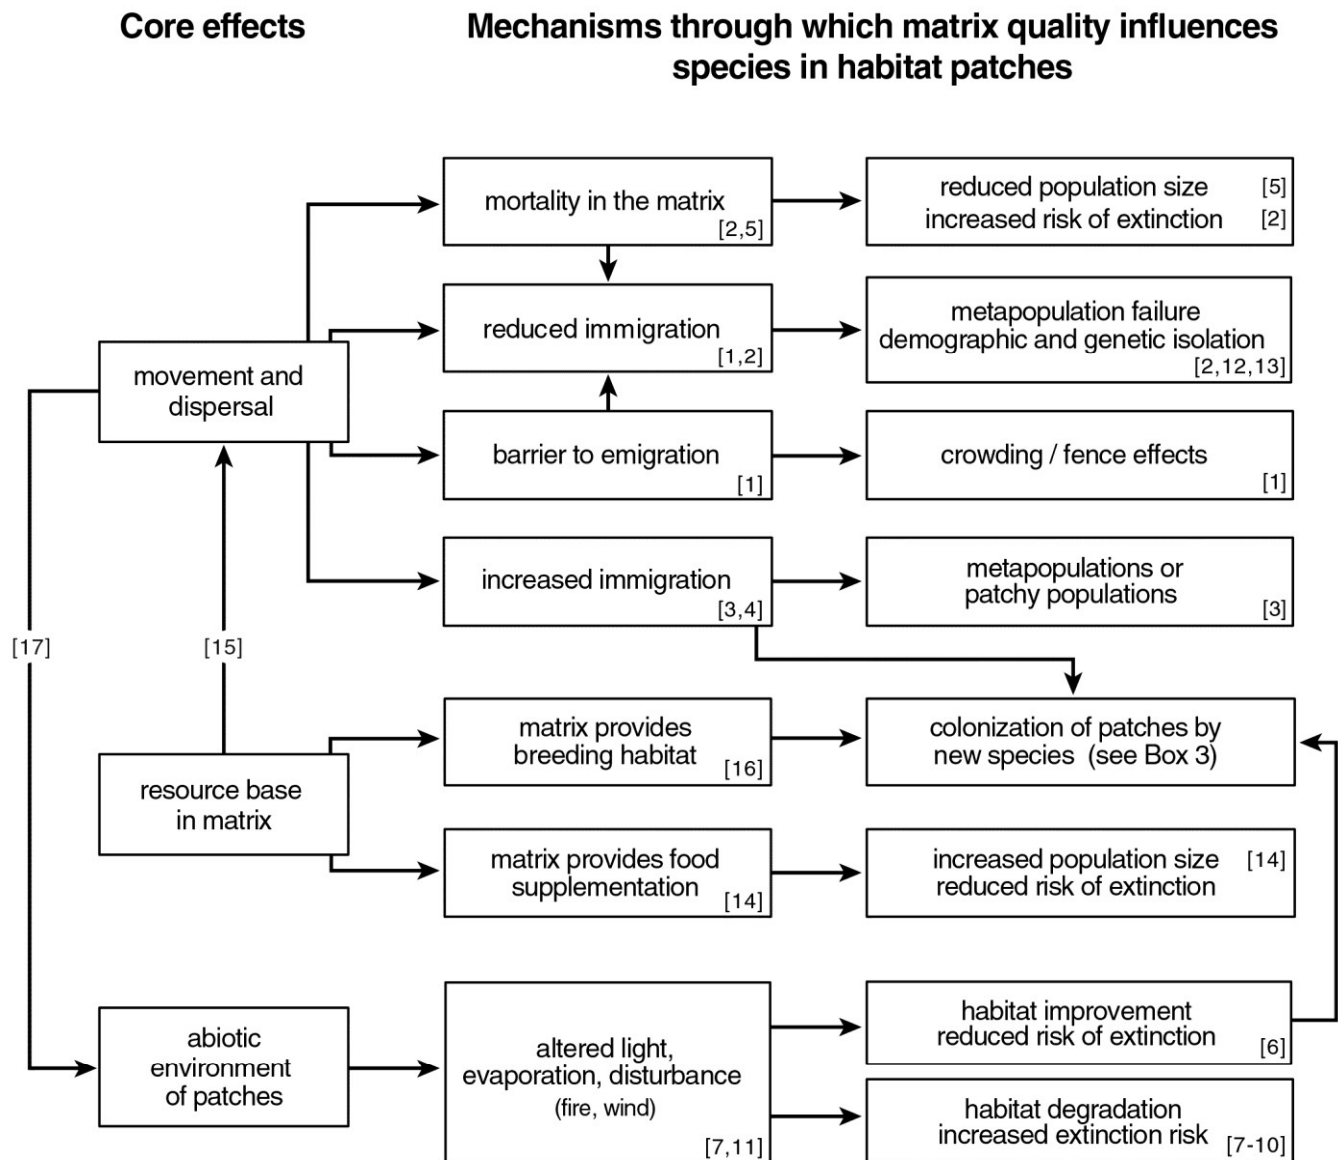 Core effects
Mechanisms through which matrix quality influences
species in habitat patches
mortality in the matrix
[2,5]
reduced population size [5]
increased risk of extinction [2]
reduced immigration
[1,2]
metapopulation failure
demographic and genetic isolation
[2,12,13]
movement and
dispersal
barrier to emigration
[1]
crowding / fence effects
[1]
increased immigration
[3,4]
metapopulations or
patchy populations
[3]
[17]
[15]
matrix provides
breeding habitat
[16]
colonization of patches by
new species (see Box 3)
resource base
in matrix
matrix provides food
supplementation
[14]
increased population size [14]
reduced risk of extinction
abiotic
environment
of patches
altered light,
evaporation, disturbance
(fire, wind)
[7,11]
habitat improvement
reduced risk of extinction
[6]
habitat degradation
increased extinction risk [7-10]